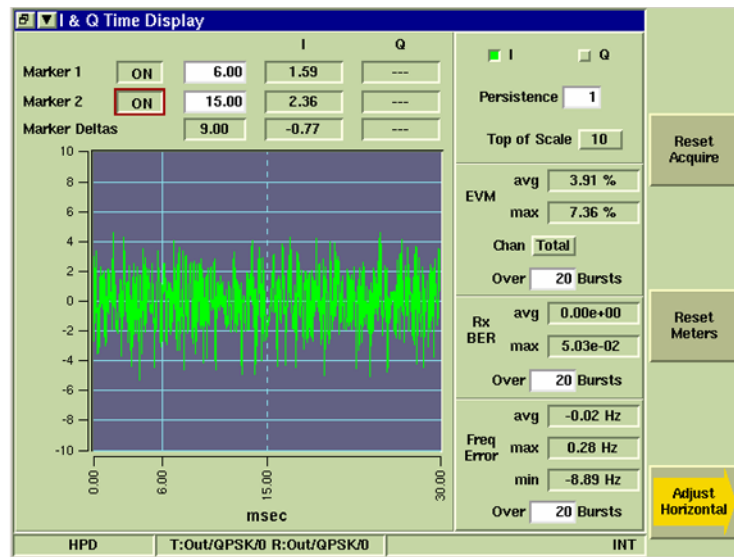 I & Q Time Display
I Q
Marker 1 ON 6.00 1.59 ---
Marker 2 ON 15.00 2.36 ---
Marker Deltas 9.00 -0.77 ---
10
8
6
4
2
0
-2
-4
-6
-8
-10
0.00 6.00 15.00 30.00
msec
I Q
Persistence 1
Top of Scale 10
EVM
avg 3.91 %
max 7.36 %
Chan Total
Over 20 Bursts
Rx BER
avg 0.00e+00
max 5.03e-02
Over 20 Bursts
Freq Error
avg -0.02 Hz
max 0.28 Hz
min -8.89 Hz
Over 20 Bursts
Reset
Acquire
Reset
Meters
Adjust
Horizontal
HPD T:Out/QPSK/0 R:Out/QPSK/0 INT